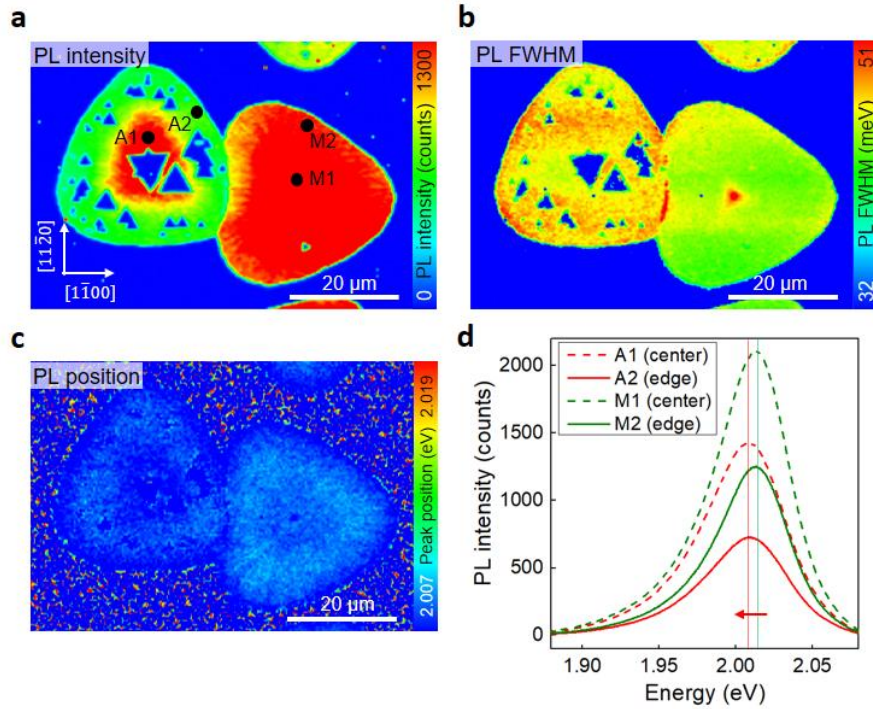 a
PL intensity
A1
A2
M2
M1
[112̄0]
[11̄00]
20 μm
0 PL intensity (counts) 1300
b
PL FWHM
20 μm
32 PL FWHM (meV) 51
c
PL position
20 μm
2.007 Peak position (eV) 2.019
d
A1 (center)
A2 (edge)
M1 (center)
M2 (edge)
2000
1500
1000
500
0
PL intensity (counts)
1.90 1.95 2.00 2.05
Energy (eV)